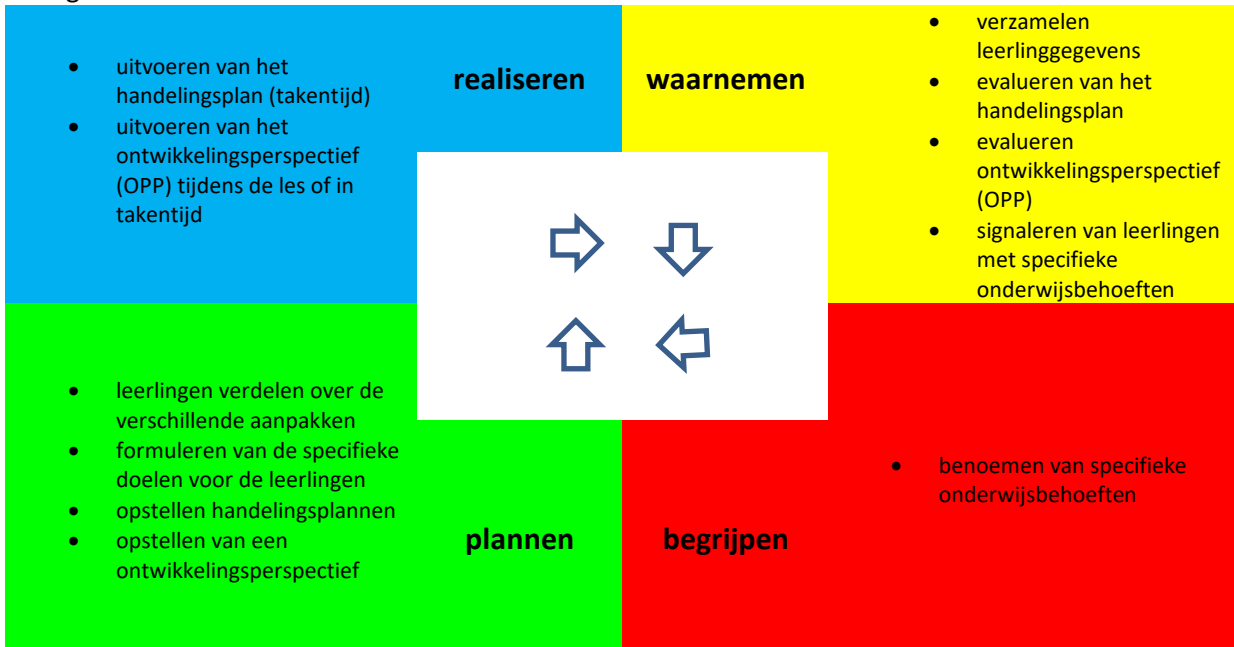 • uitvoeren van het
handelingsplan (takentijd)
• uitvoeren van het
ontwikkelingsperspectief
(OPP) tijdens de les of in
takentijd
realiseren
waarnemen
• verzamelen
leerlinggegevens
• evalueren van het
handelingsplan
• evalueren
ontwikkelingsperspectief
(OPP)
• signaleren van leerlingen
met specifieke
onderwijsbehoeften
• leerlingen verdelen over de
verschillende aanpakken
• formuleren van de specifieke
doelen voor de leerlingen
• opstellen handelingsplannen
• opstellen van een
ontwikkelingsperspectief
plannen
begrijpen
• benoemen van specifieke
onderwijsbehoeften